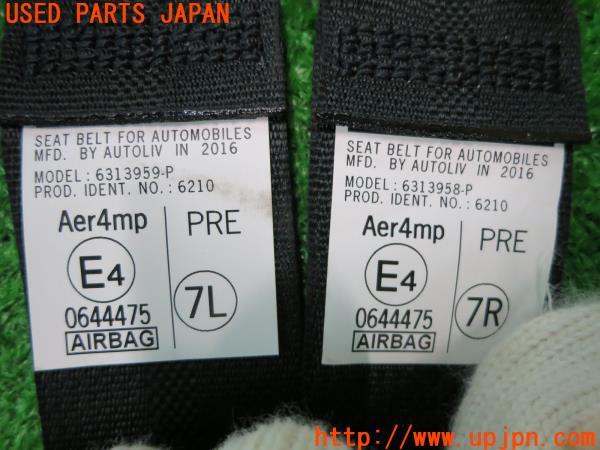 USED PARTS JAPAN
SEAT BELT FOR AUTOMOBILES
MFD. BY AUTOLIV IN 2016
MODEL : 6313959-P
PROD. IDENT. NO. : 6210
Aer4mp
PRE
E4
7L
0644475
AIRBAG
SEAT BELT FOR AUTOMOBILES
MFD. BY AUTOLIV IN 2016
MODEL : 6313958-P
PROD. IDENT. NO. : 6210
Aer4mp
PRE
E4
7R
0644475
AIRBAG
http://www.upjpn.com/